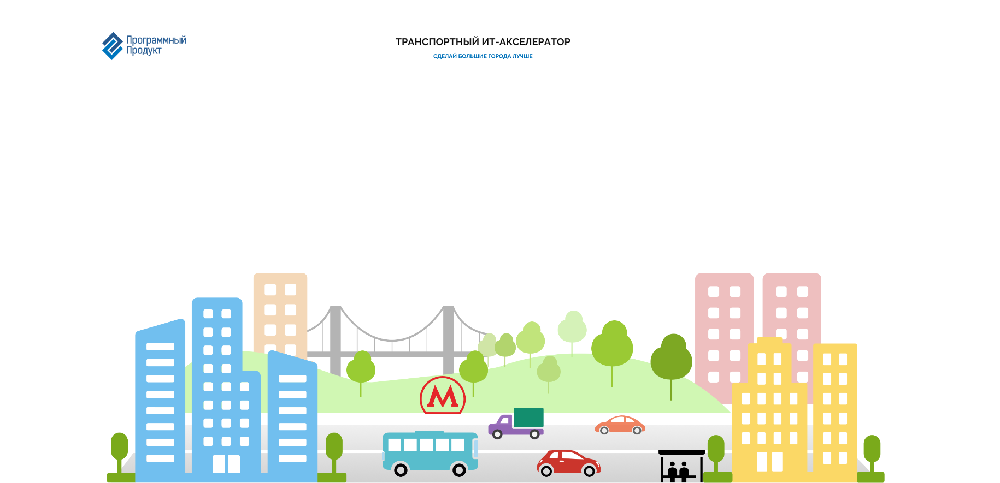 Программный
Продукт
ТРАНСПОРТНЫЙ ИТ-АКСЕЛЕРАТОР
СДЕЛАЙ БОЛЬШИЕ ГОРОДА ЛУЧШЕ
М